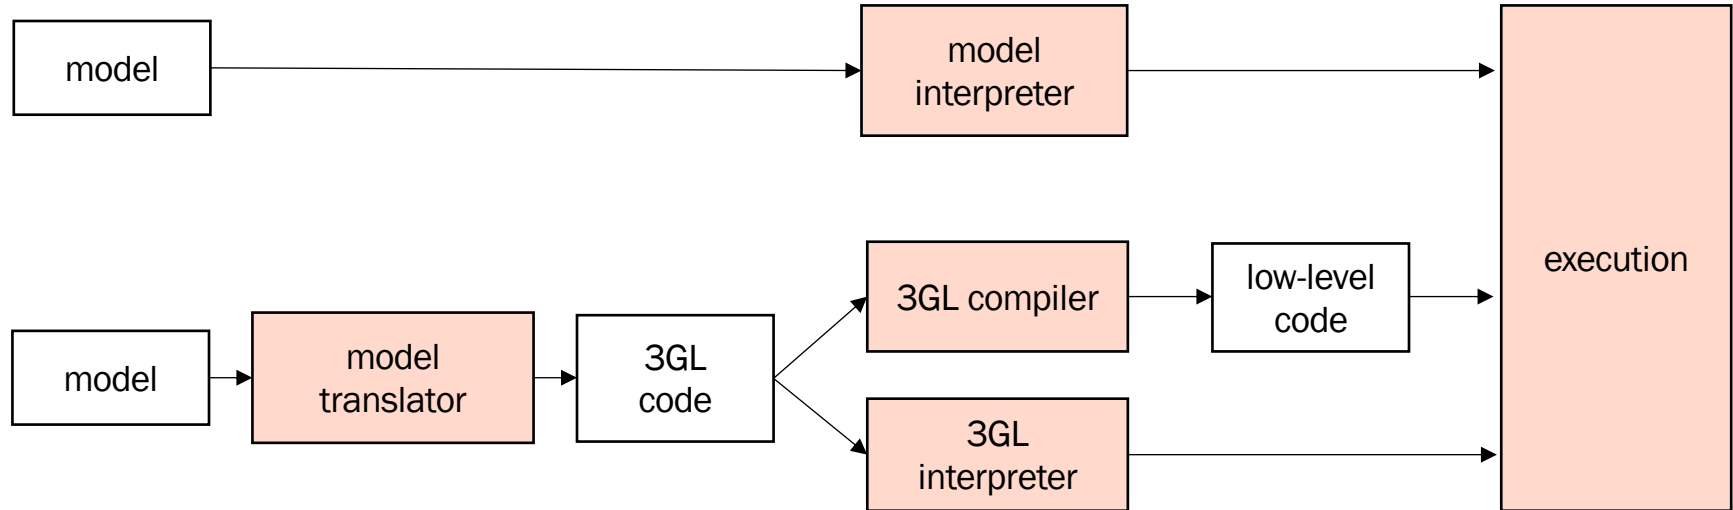 model
model
interpreter
execution
3GL compiler
low-level
code
model
model
translator
3GL
code
3GL
interpreter